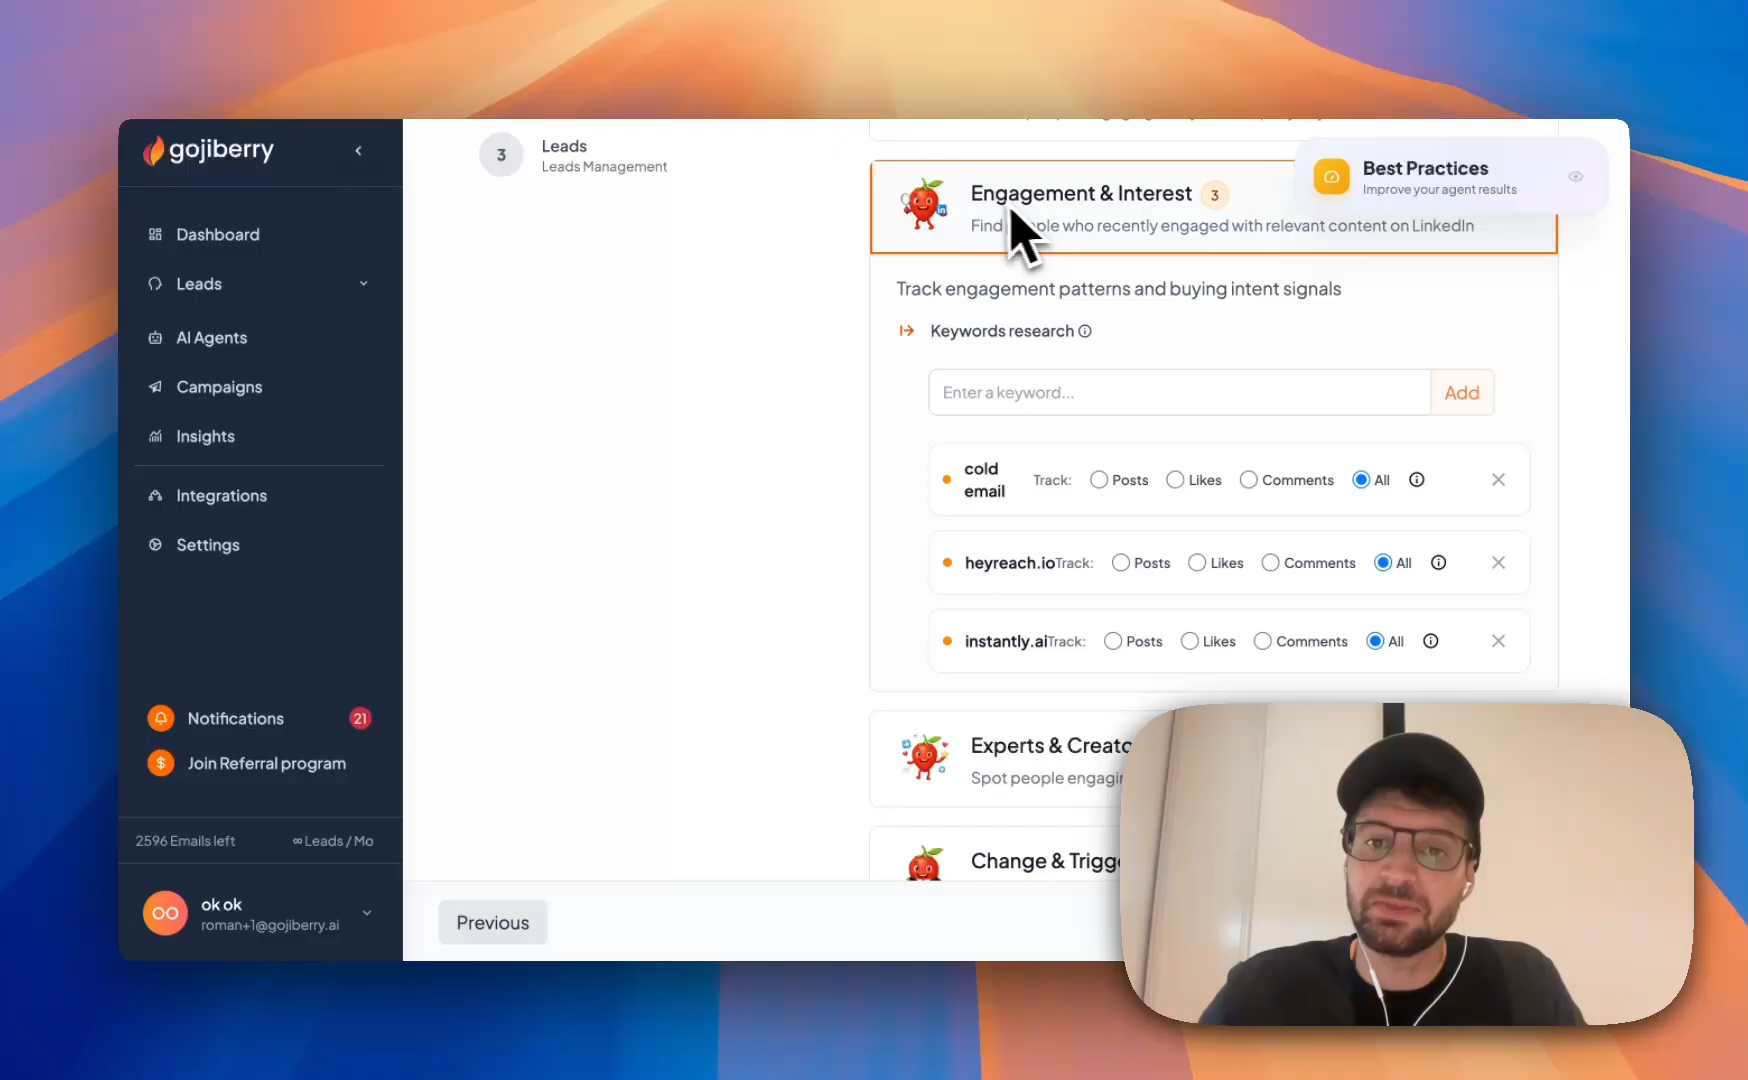 gojiberry
Dashboard
Leads
AI Agents
Campaigns
Insights
Integrations
Settings
Notifications 21
Join Referral program
2596 Emails left ∞ Leads / Mo
OO
ok ok
roman+1@gojiberry.ai
3
Leads
Leads Management
Best Practices
Improve your agent results
Engagement & Interest 3
Find people who recently engaged with relevant content on LinkedIn
Track engagement patterns and buying intent signals
Keywords research
Enter a keyword... Add
cold email Track: Posts Likes Comments All
heyreach.io Track: Posts Likes Comments All
instantly.ai Track: Posts Likes Comments All
Experts & Creato
Spot people engagin
Change & Trigge
Previous